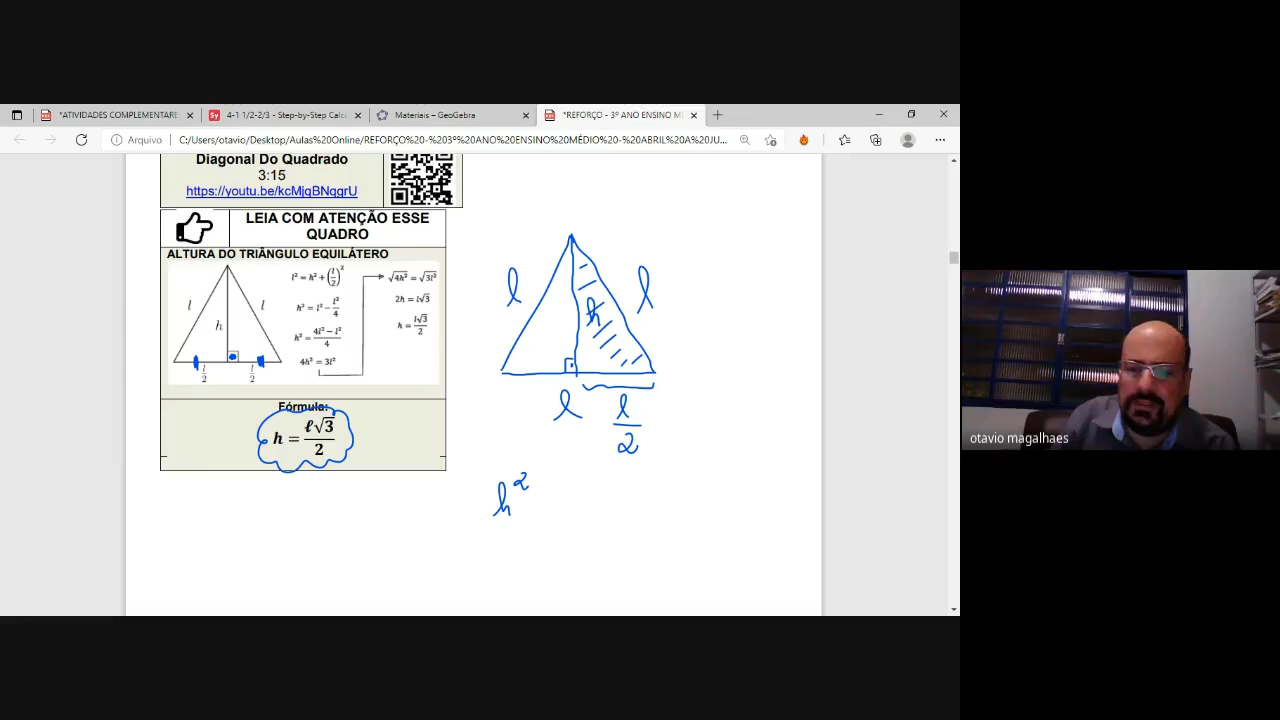 *ATIVIDADES COMPLEMENTARE
4-1 1/2-2/3 - Step-by-Step Calcu
Materiais – GeoGebra
*REFORÇO - 3º ANO ENSINO MÉ
Arquivo
C:/Users/otavio/Desktop/Aulas%20Online/REFORÇO%20-%203º%20ANO%20ENSINO%20MÉDIO%20-%20ABRIL%20A%20JU...
Diagonal Do Quadrado
3:15
https://youtu.be/kcMjqBNqgrU
LEIA COM ATENÇÃO ESSE
QUADRO
ALTURA DO TRIÂNGULO EQUILÁTERO
l l h l/2 l/2
l² = h² + (l/2)²
h² = l² − l²/4
h² = (4l² − l²)/4
4h² = 3l²
√4h² = √3l²
2h = l√3
h = l√3/2
Fórmula:
h = ℓ√3/2
l h l
l l/2
h²
otavio magalhaes